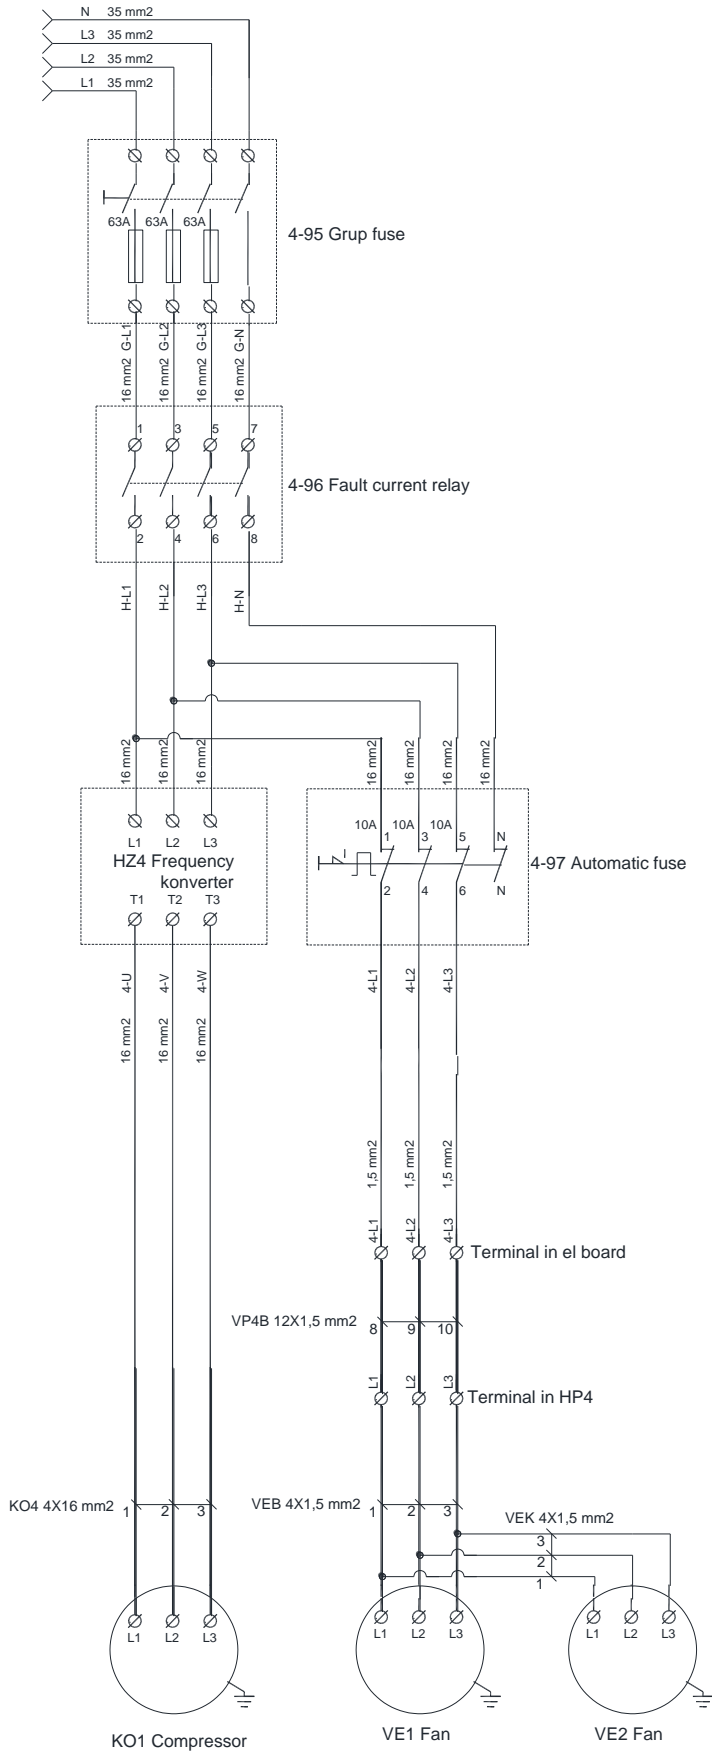 N 35 mm2
L3 35 mm2
L2 35 mm2
L1 35 mm2
63A 63A 63A
4-95 Grup fuse
16 mm2 G-L1
16 mm2 G-L2
16 mm2 G-L3
16 mm2 G-N
1 3 5 7
4-96 Fault current relay
2 4 6 8
H-L1
H-L2
H-L3
H-N
16 mm2
16 mm2
16 mm2
16 mm2
16 mm2
16 mm2
16 mm2
L1 L2 L3
HZ4 Frequency
konverter
T1 T2 T3
10A 10A 10A
1 3 5 N
4-97 Automatic fuse
2 4 6 N
4-U
4-V
4-W
16 mm2
16 mm2
16 mm2
4-L1
4-L2
4-L3
1,5 mm2
1,5 mm2
1,5 mm2
4-L1
4-L2
4-L3
Terminal in el board
VP4B 12X1,5 mm2
8 9 10
L1
L2
L3
Terminal in HP4
KO4 4X16 mm2
1 2 3
VEB 4X1,5 mm2
1 2 3
VEK 4X1,5 mm2
3
2
1
L1 L2 L3
L1 L2 L3
L1 L2 L3
KO1 Compressor
VE1 Fan
VE2 Fan